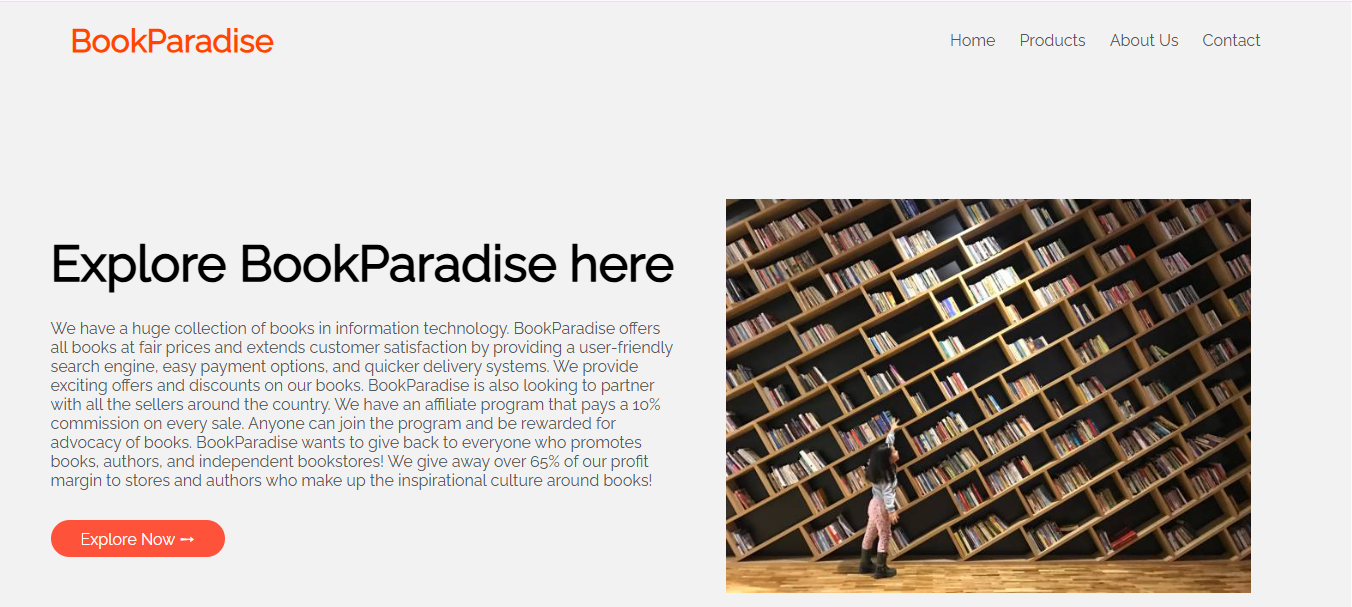 BookParadise
Home Products About Us Contact
Explore BookParadise here
We have a huge collection of books in information technology. BookParadise offers
all books at fair prices and extends customer satisfaction by providing a user-friendly
search engine, easy payment options, and quicker delivery systems. We provide
exciting offers and discounts on our books. BookParadise is also looking to partner
with all the sellers around the country. We have an affiliate program that pays a 10%
commission on every sale. Anyone can join the program and be rewarded for
advocacy of books. BookParadise wants to give back to everyone who promotes
books, authors, and independent bookstores! We give away over 65% of our profit
margin to stores and authors who make up the inspirational culture around books!
Explore Now ➙